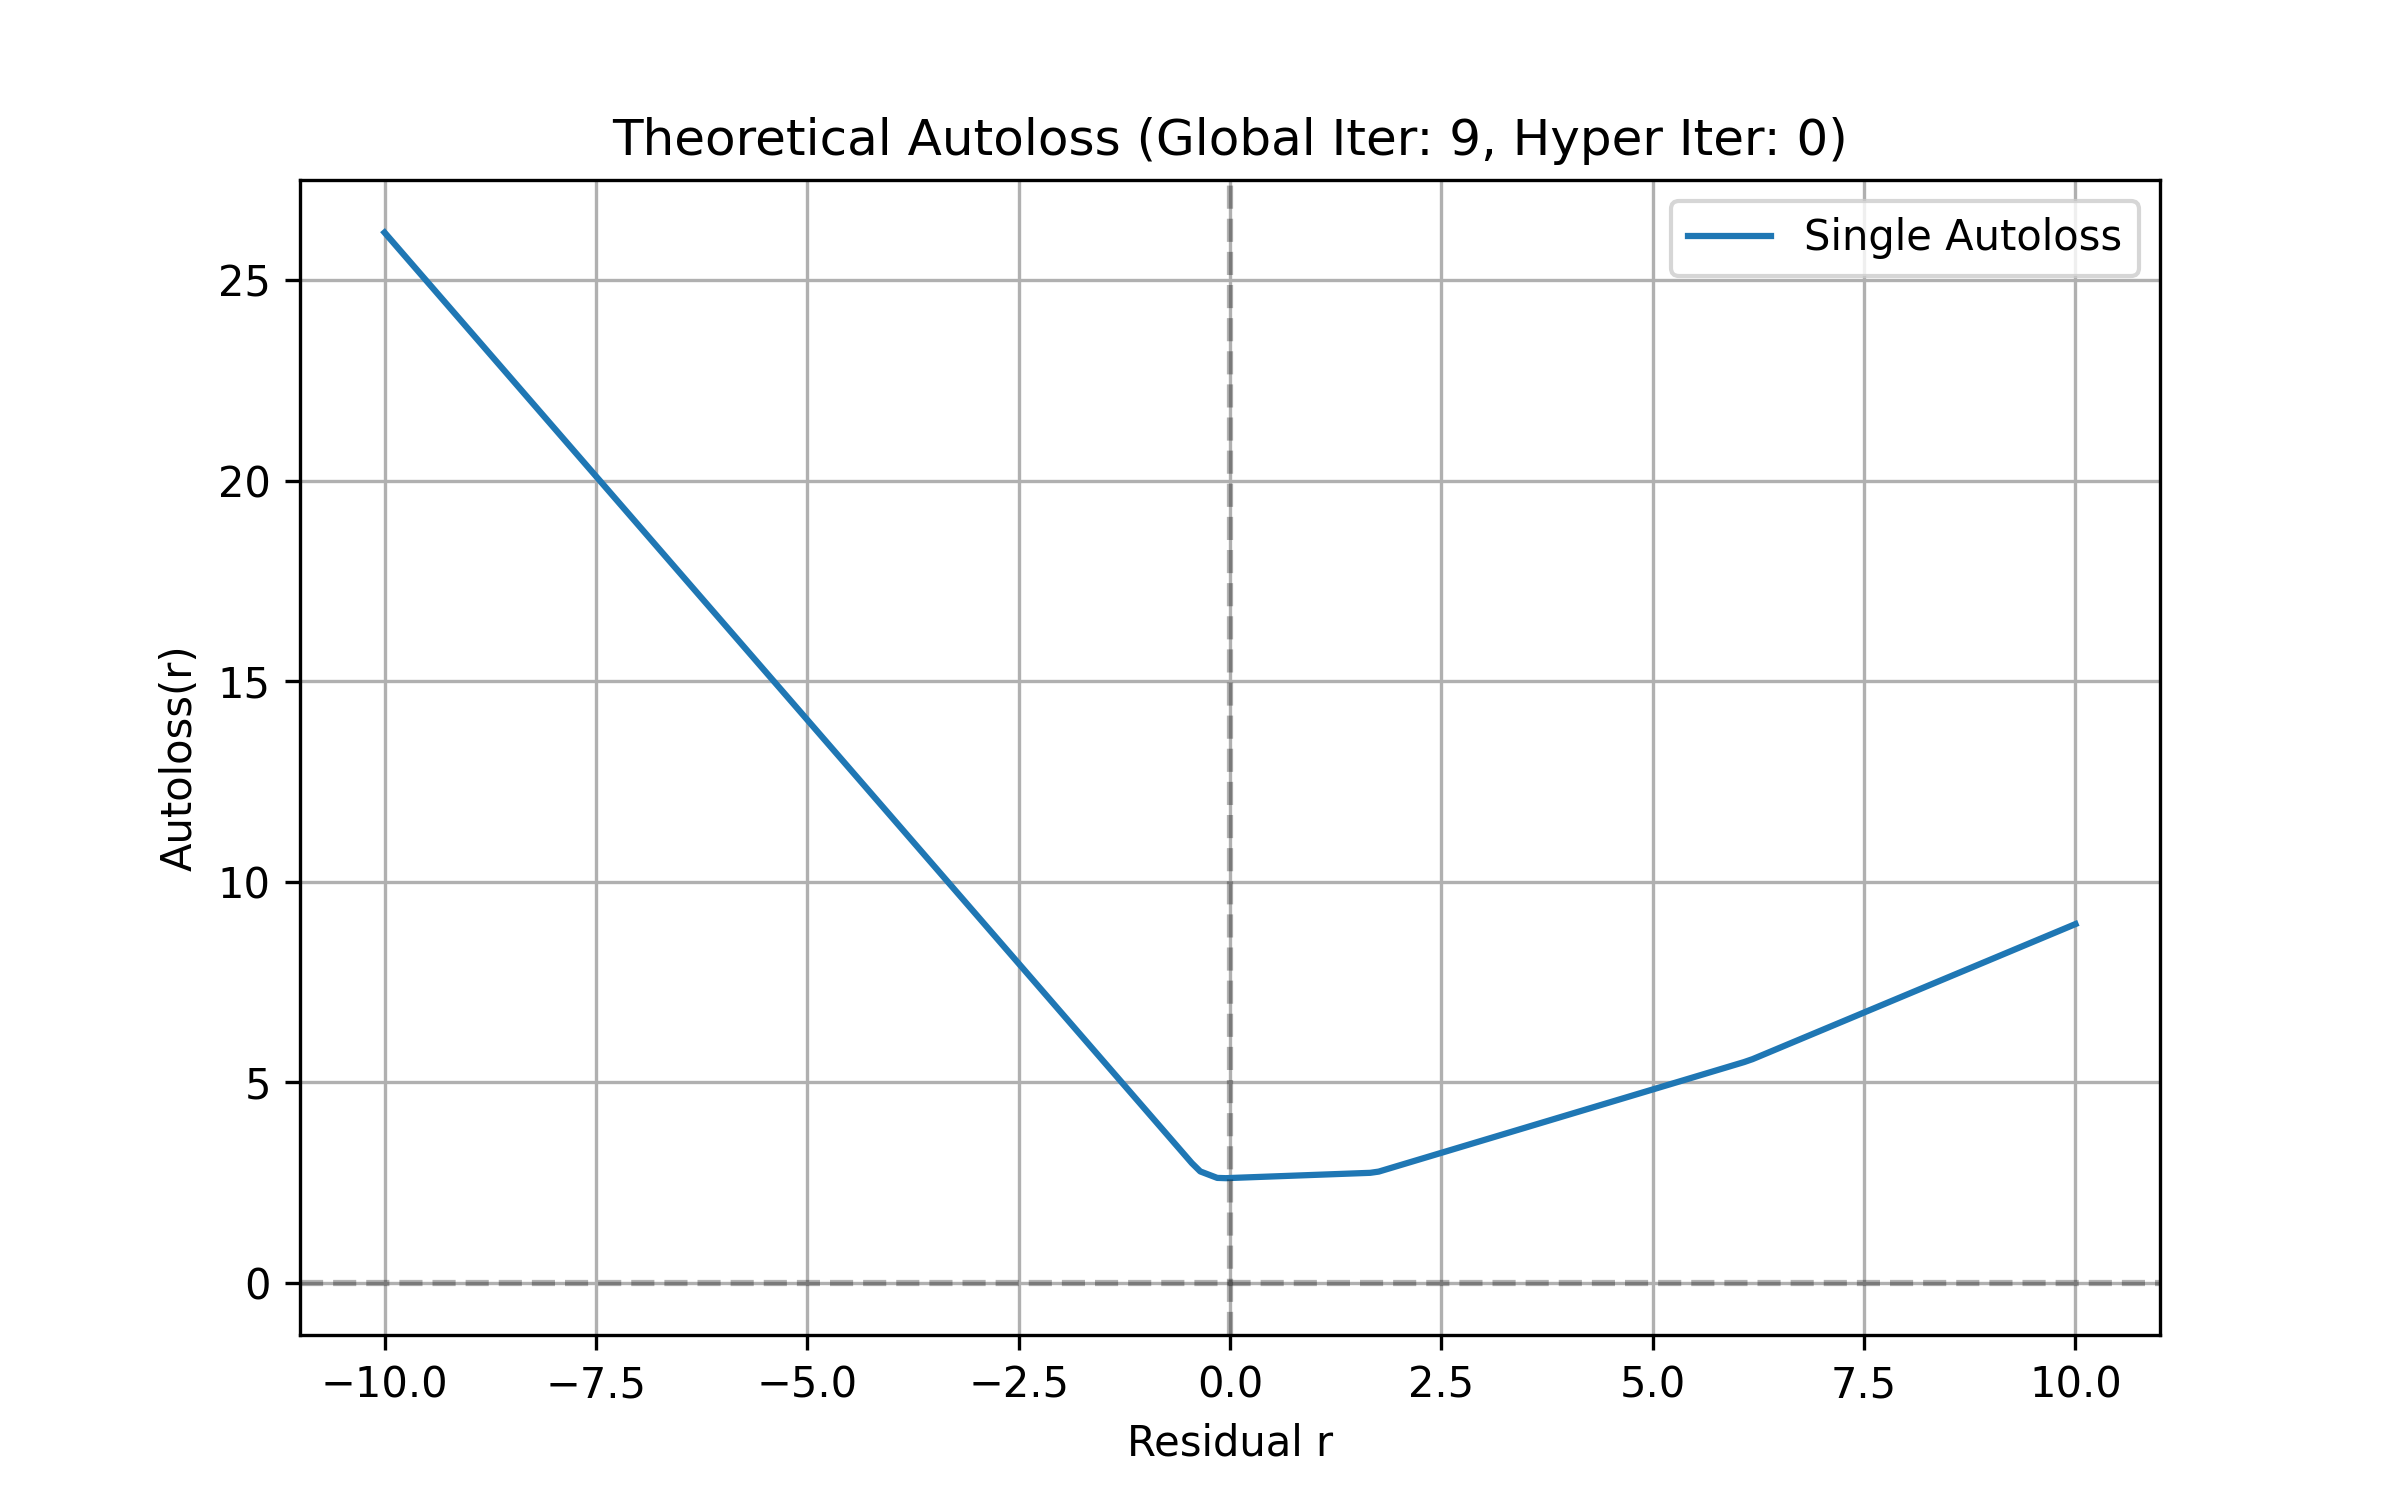 Theoretical Autoloss (Global Iter: 9, Hyper Iter: 0)
Single Autoloss
Autoloss(r)
25
20
15
10
5
0
−10.0 −7.5 −5.0 −2.5 0.0 2.5 5.0 7.5 10.0
Residual r